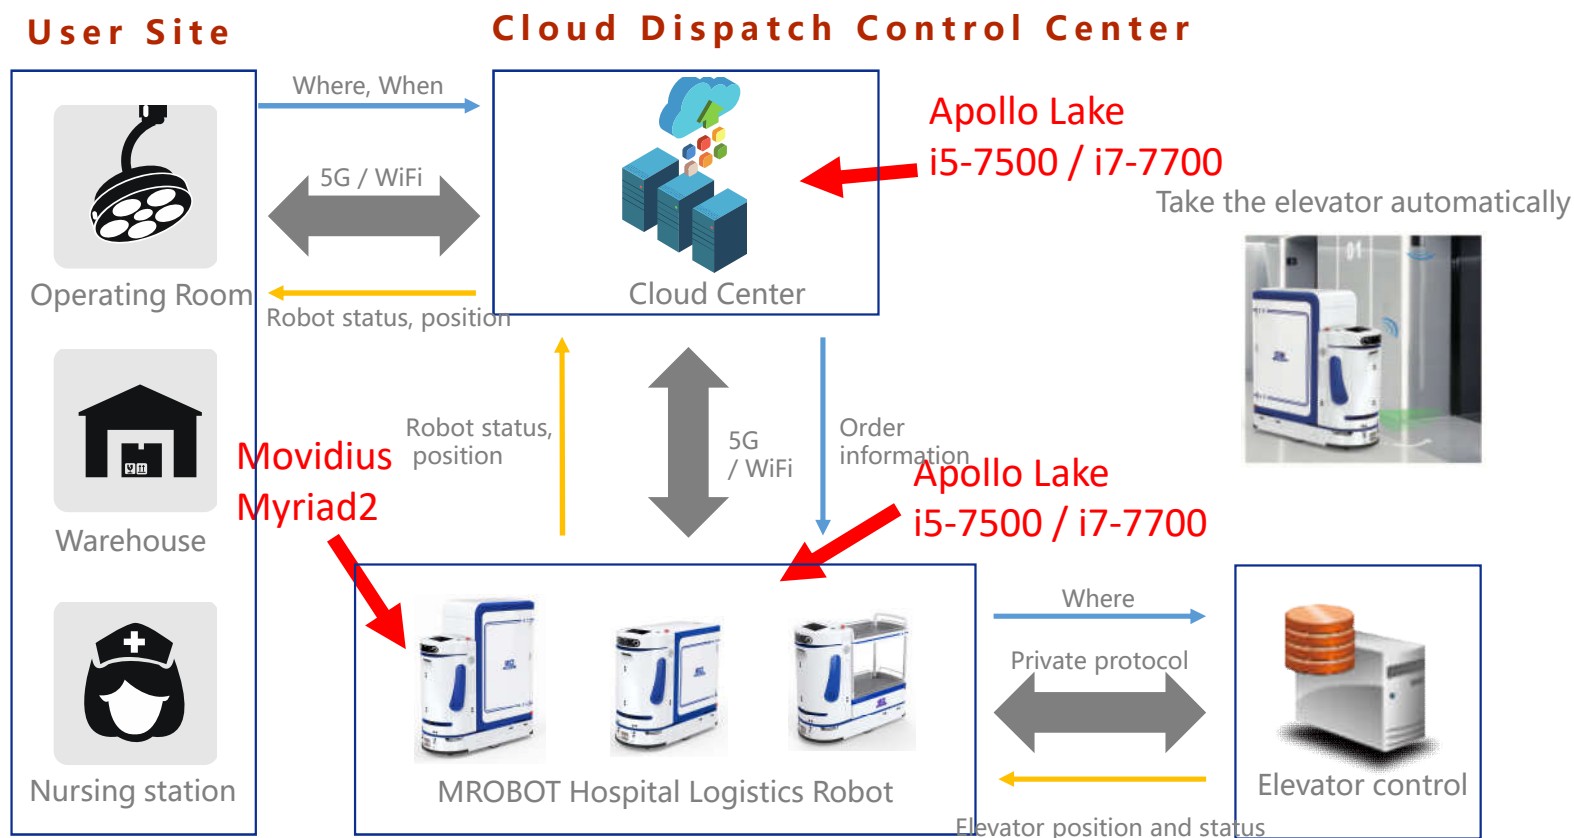 User Site
Cloud Dispatch Control Center
Where, When
5G / WiFi
Robot status, position
Operating Room
Warehouse
Nursing station
Cloud Center
Apollo Lake
i5-7500 / i7-7700
Take the elevator automatically
01
Robot status,
position
5G
/ WiFi
Order
information
Movidius
Myriad2
Apollo Lake
i5-7500 / i7-7700
MROBOT Hospital Logistics Robot
Where
Private protocol
Elevator position and status
Elevator control